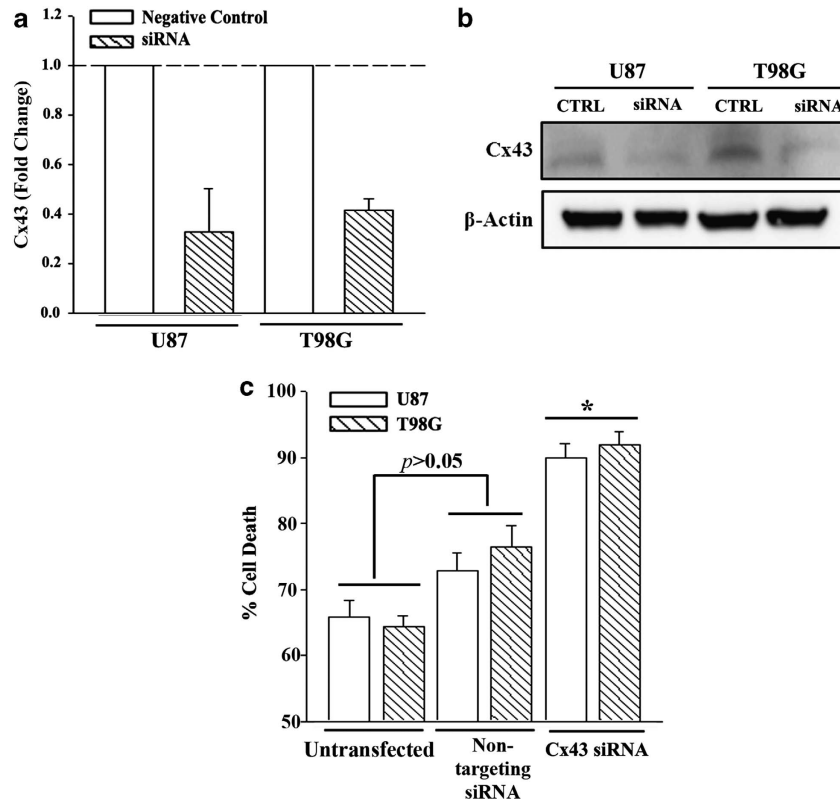 a
Negative Control
siRNA
Cx43 (Fold Change)
1.2
1.0
0.8
0.6
0.4
0.2
0.0
U87
T98G
b
U87 T98G
CTRL siRNA CTRL siRNA
Cx43
β-Actin
c
U87
T98G
% Cell Death
100
90
80
70
60
50
p>0.05
*
Untransfected
Non-
targeting
siRNA
Cx43 siRNA